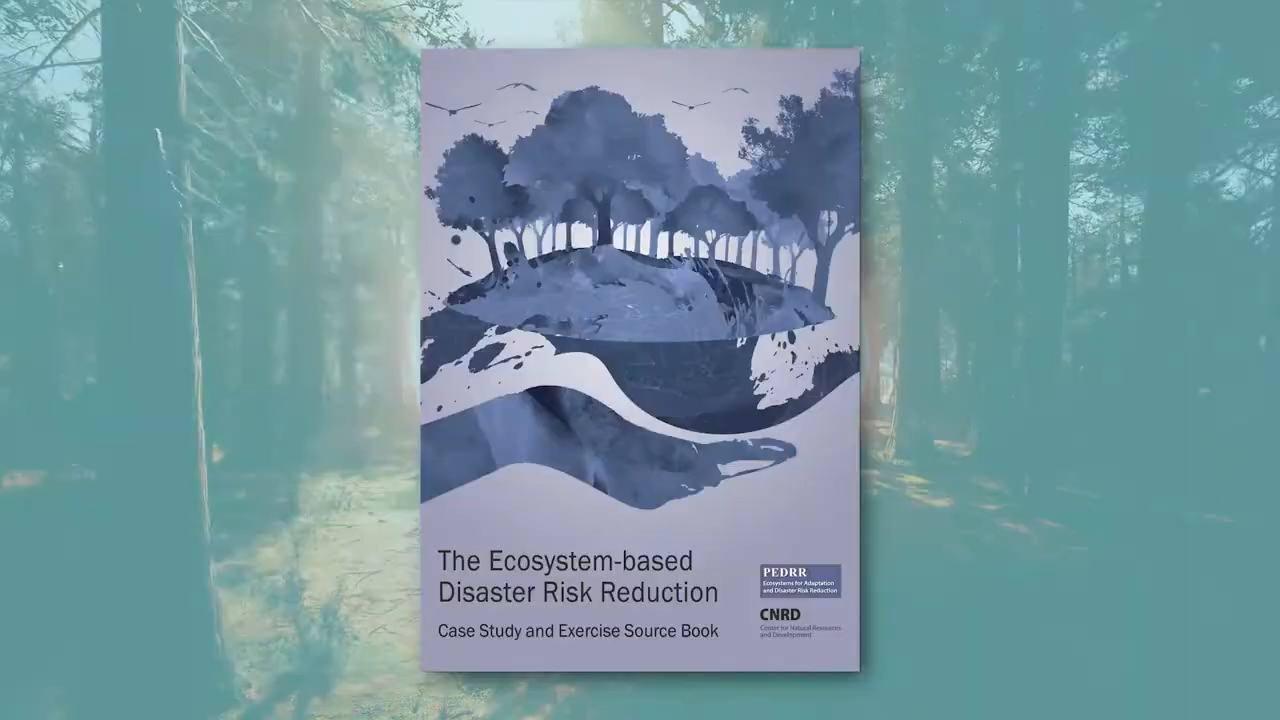 The Ecosystem-based
Disaster Risk Reduction
Case Study and Exercise Source Book
PEDRR
Ecosystems for Adaptation
and Disaster Risk Reduction
CNRD
Center for Natural Resources
and Development